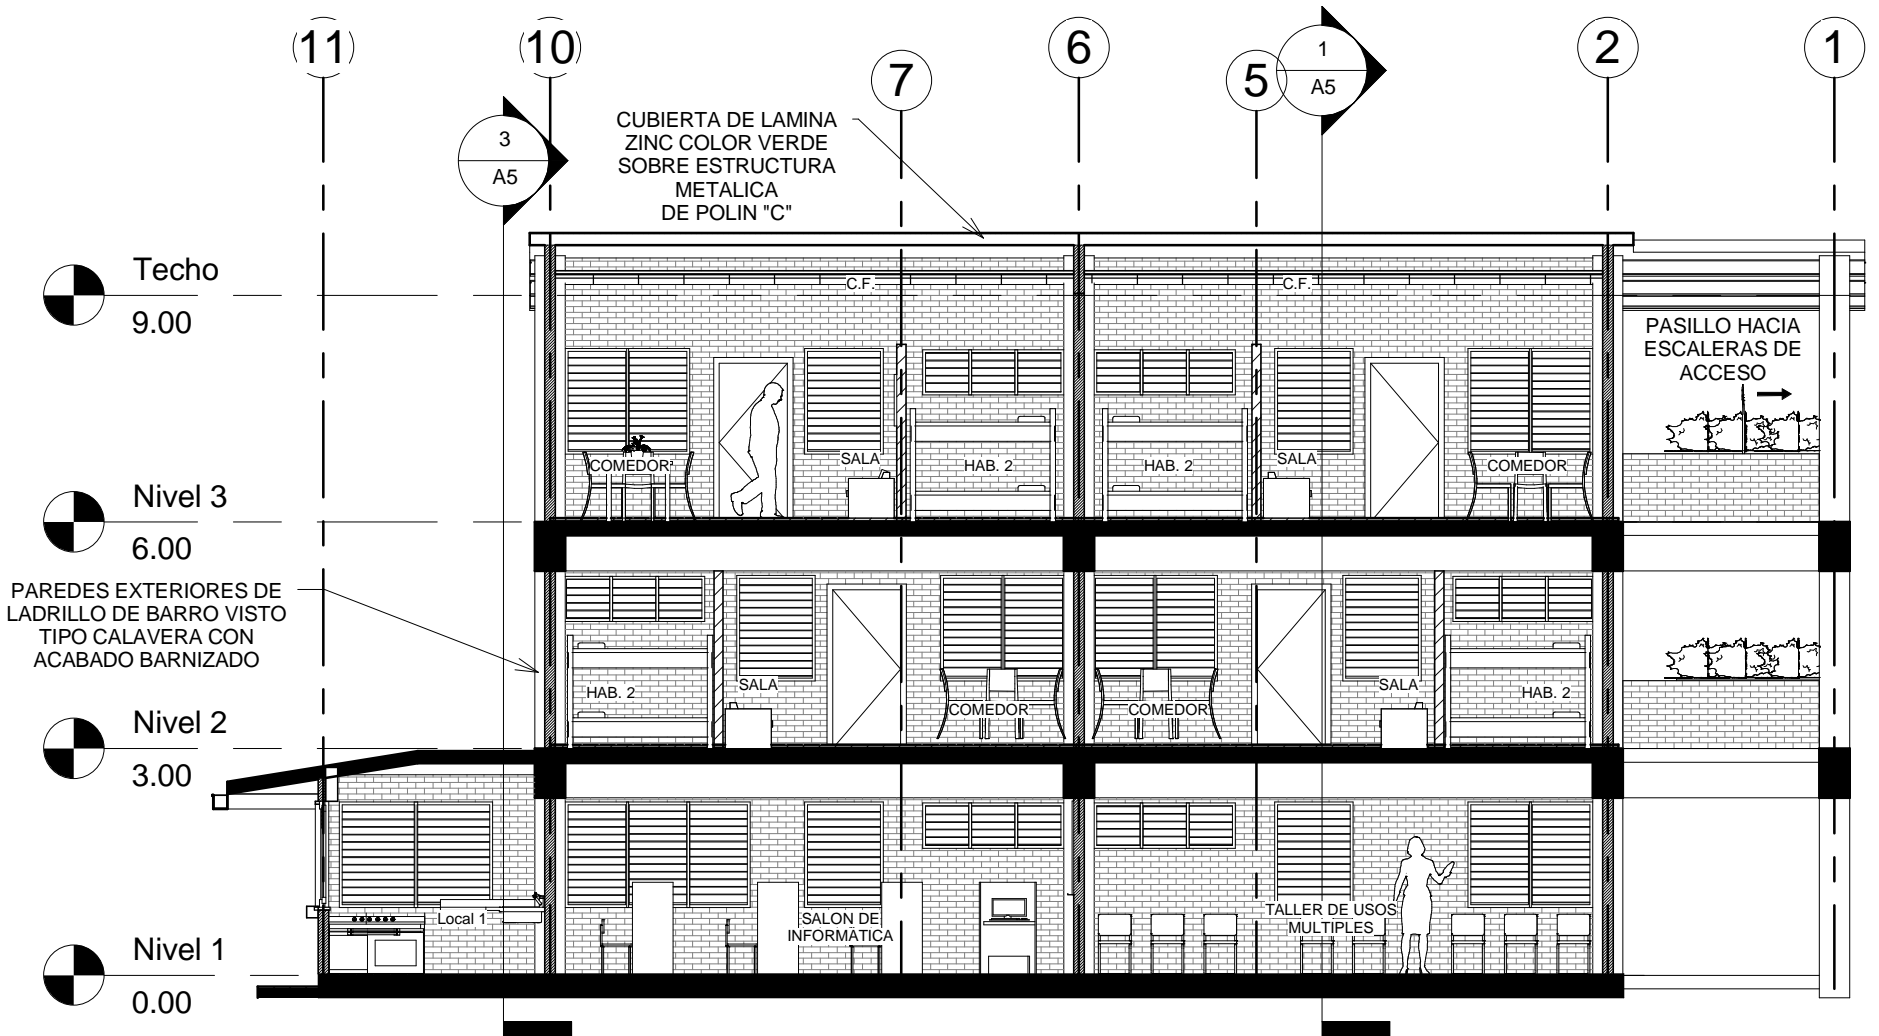 11
10
7
6
5
1
A5
2
1
3
A5
CUBIERTA DE LAMINA
ZINC COLOR VERDE
SOBRE ESTRUCTURA
METALICA
DE POLIN "C"
Techo
9.00
C.F.
C.F.
PASILLO HACIA
ESCALERAS DE
ACCESO
COMEDOR
SALA
HAB. 2
HAB. 2
SALA
COMEDOR
Nivel 3
6.00
PAREDES EXTERIORES DE
LADRILLO DE BARRO VISTO
TIPO CALAVERA CON
ACABADO BARNIZADO
HAB. 2
SALA
COMEDOR
COMEDOR
SALA
HAB. 2
Nivel 2
3.00
Local 1
SALON DE
INFORMATICA
TALLER DE USOS
MULTIPLES
Nivel 1
0.00